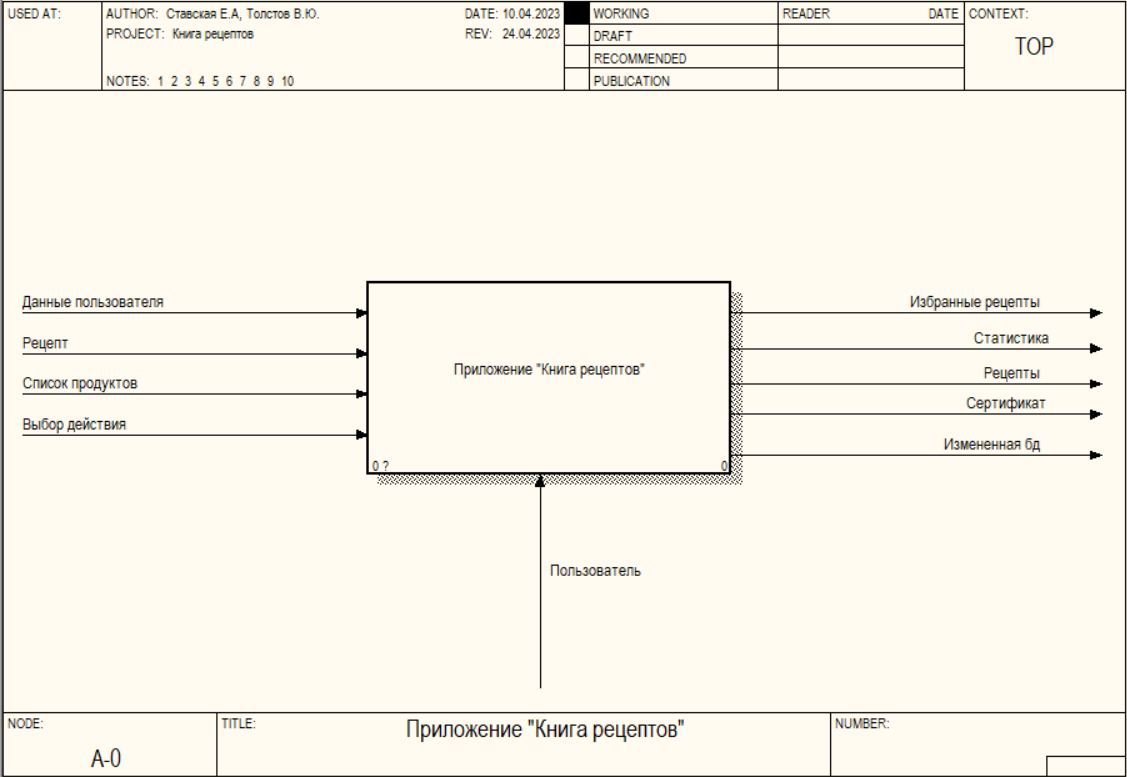 USED AT:
AUTHOR: Ставская Е.А, Толстов В.Ю.
DATE: 10.04.2023
PROJECT: Книга рецептов
REV: 24.04.2023
NOTES: 1 2 3 4 5 6 7 8 9 10
WORKING
DRAFT
RECOMMENDED
PUBLICATION
READER
DATE
CONTEXT:
TOP
Данные пользователя
Рецепт
Список продуктов
Выбор действия
Приложение "Книга рецептов"
0 ?
0
Избранные рецепты
Статистика
Рецепты
Сертификат
Измененная бд
Пользователь
NODE:
A-0
TITLE:
Приложение "Книга рецептов"
NUMBER: